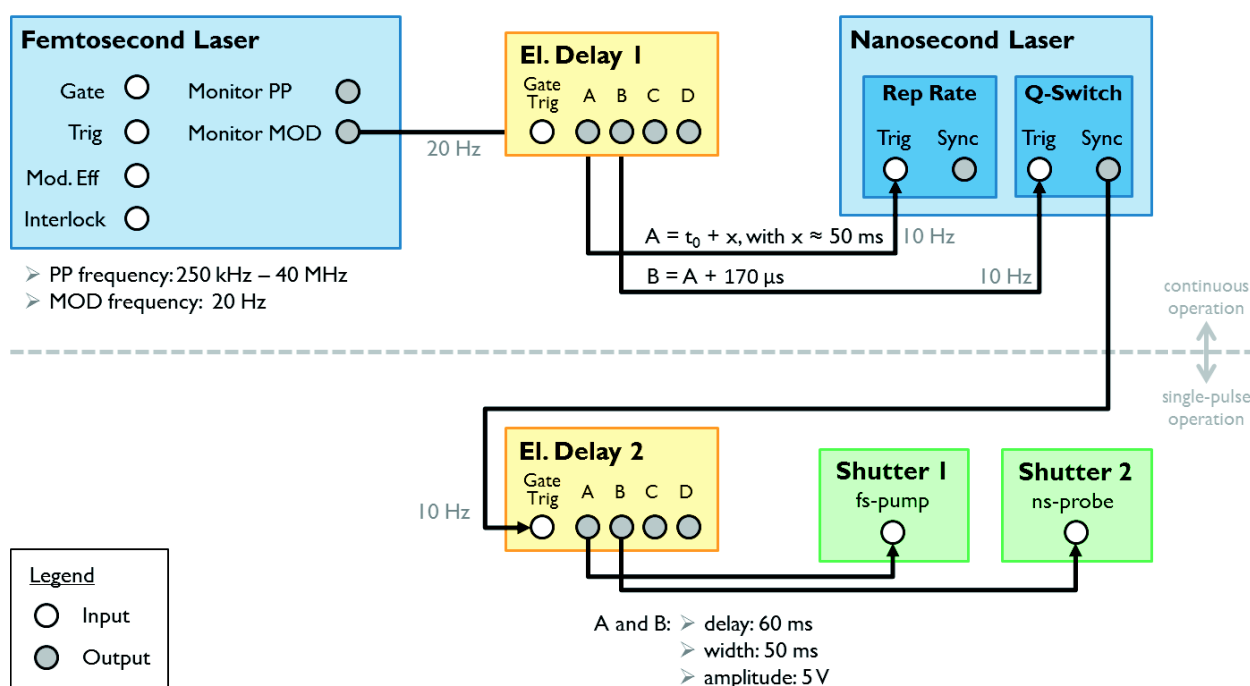 Femtosecond Laser
Gate
Monitor PP
Trig
Monitor MOD
Mod. Eff
Interlock
➢ PP frequency: 250 kHz – 40 MHz
➢ MOD frequency: 20 Hz
20 Hz
El. Delay 1
Gate
Trig
A B C D
Nanosecond Laser
Rep Rate
Trig Sync
Q-Switch
Trig Sync
A = t₀ + x, with x ≈ 50 ms
10 Hz
B = A + 170 µs
10 Hz
continuous
operation
single-pulse
operation
El. Delay 2
Gate
Trig
A B C D
10 Hz
Shutter 1
fs-pump
Shutter 2
ns-probe
A and B: ➢ delay: 60 ms
➢ width: 50 ms
➢ amplitude: 5 V
Legend
Input
Output